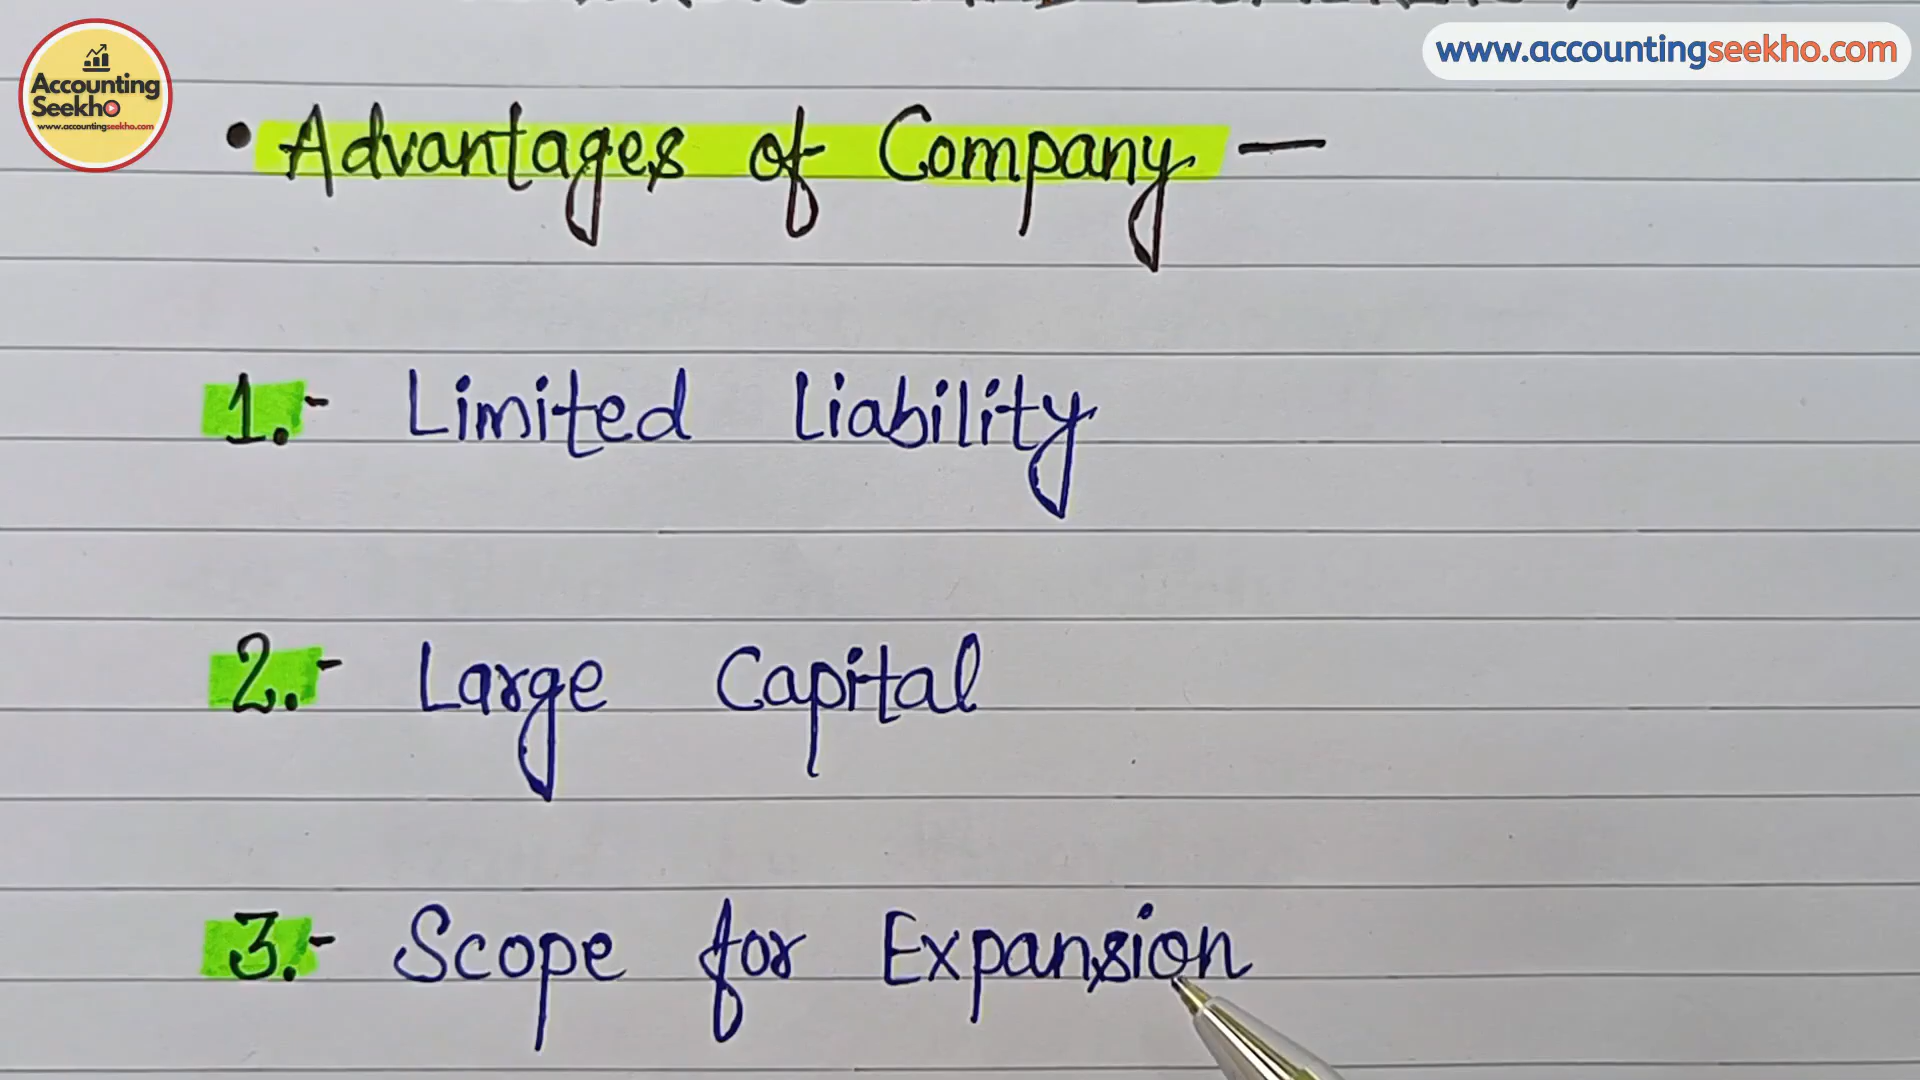 Accounting
Seekho
www.accountingseekho.com
www.accountingseekho.com
• Advantages of Company —
1.- Limited Liability
2.- Large Capital
3.- Scope for Expansion